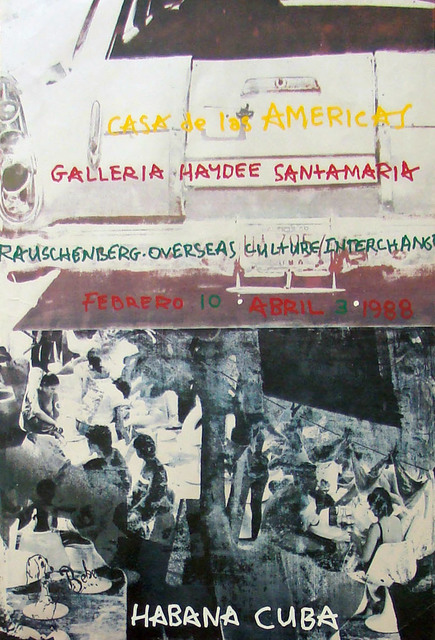 CASA de las AMERICAS
GALLERIA HAYDEE SANTAMARIA
RAUSCHENBERG·OVERSEAS CULTURE/INTERCHANGE
FEBRERO 10 · ABRIL 3 · 1988
HABANA CUBA